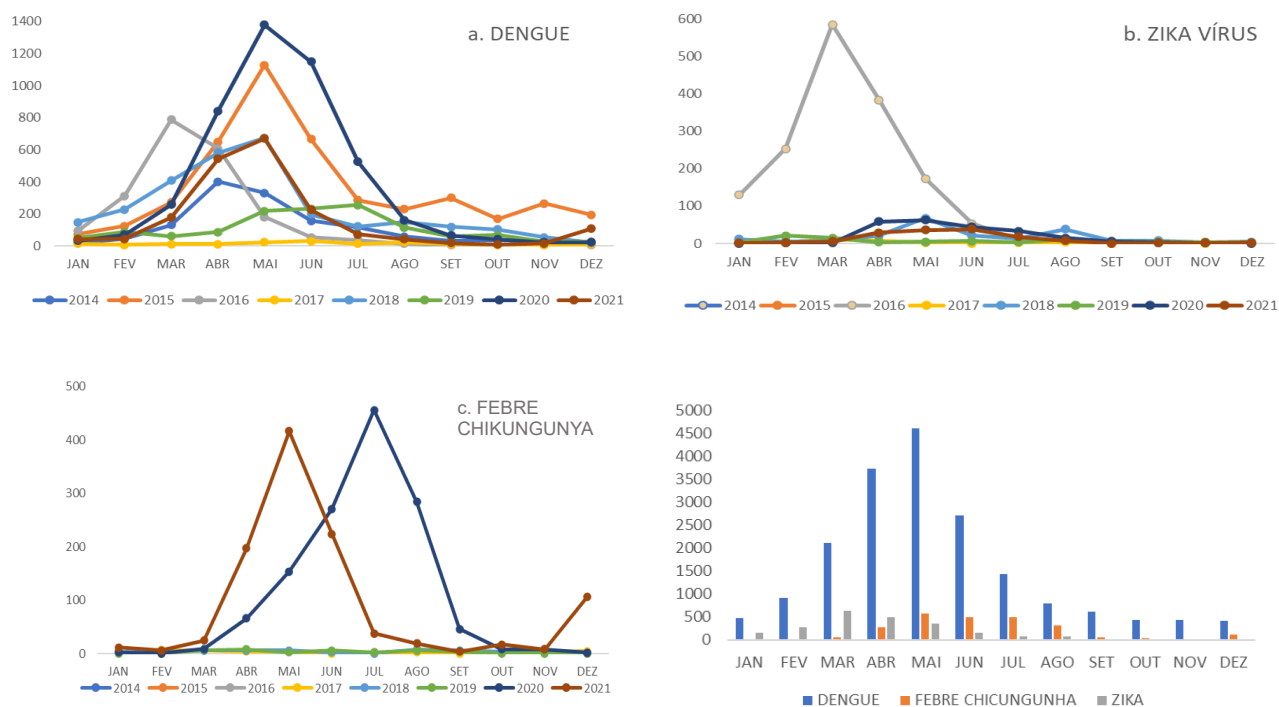 a. DENGUE
1400
1200
1000
800
600
400
200
0
JAN FEV MAR ABR MAI JUN JUL AGO SET OUT NOV DEZ
2014 2015 2016 2017 2018 2019 2020 2021
b. ZIKA VÍRUS
600
500
400
300
200
100
0
JAN FEV MAR ABR MAI JUN JUL AGO SET OUT NOV DEZ
2014 2015 2016 2017 2018 2019 2020 2021
c. FEBRE
CHIKUNGUNYA
500
400
300
200
100
0
JAN FEV MAR ABR MAI JUN JUL AGO SET OUT NOV DEZ
2014 2015 2016 2017 2018 2019 2020 2021
5000
4500
4000
3500
3000
2500
2000
1500
1000
500
0
JAN FEV MAR ABR MAI JUN JUL AGO SET OUT NOV DEZ
DENGUE FEBRE CHICUNGUNHA ZIKA